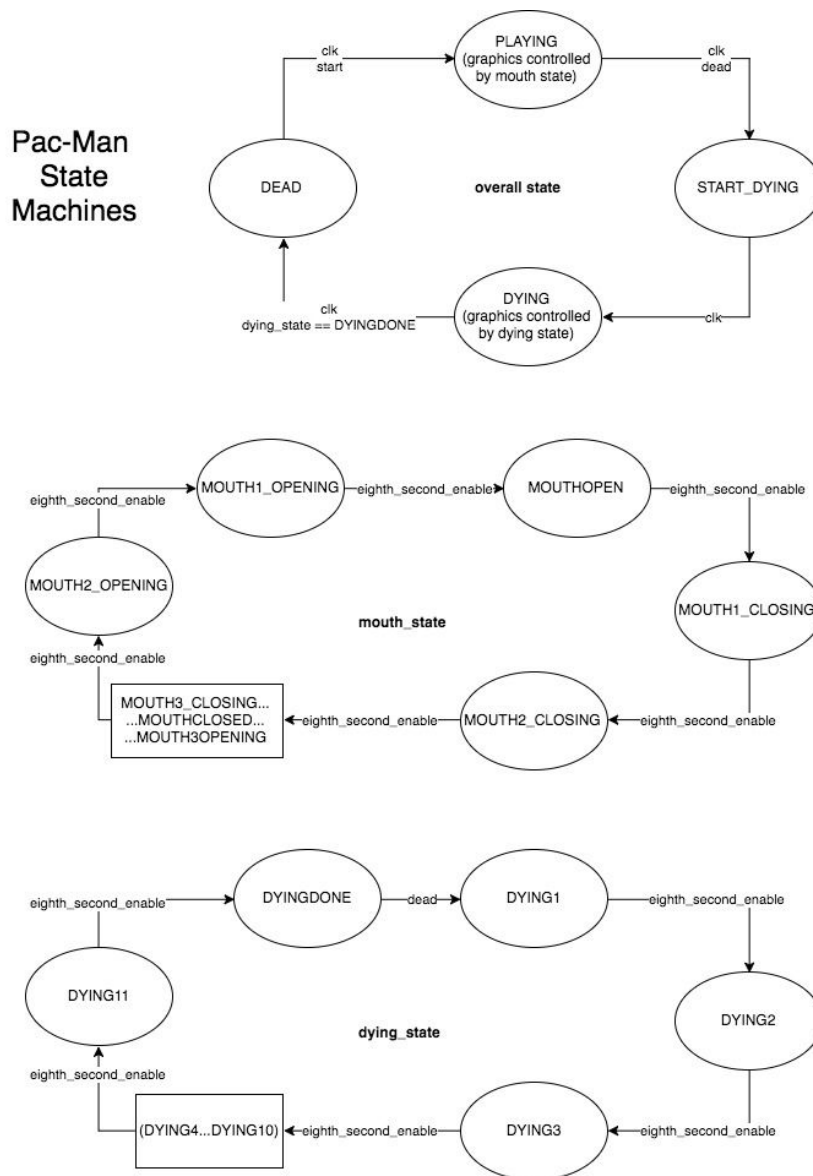 PLAYING
(graphics controlled
by mouth state)
clk
start
clk
dead
Pac-Man
State
Machines
DEAD
overall state
START_DYING
DYING
(graphics controlled
by dying state)
clk
dying_state == DYINGDONE
clk
MOUTH1_OPENING
eighth_second_enable
MOUTHOPEN
eighth_second_enable
eighth_second_enable
MOUTH2_OPENING
MOUTH1_CLOSING
mouth_state
eighth_second_enable
MOUTH3_CLOSING...
...MOUTHCLOSED...
...MOUTH3OPENING
eighth_second_enable
MOUTH2_CLOSING
eighth_second_enable
eighth_second_enable
DYINGDONE
dead
DYING1
eighth_second_enable
DYING11
DYING2
dying_state
eighth_second_enable
(DYING4...DYING10)
eighth_second_enable
DYING3
eighth_second_enable